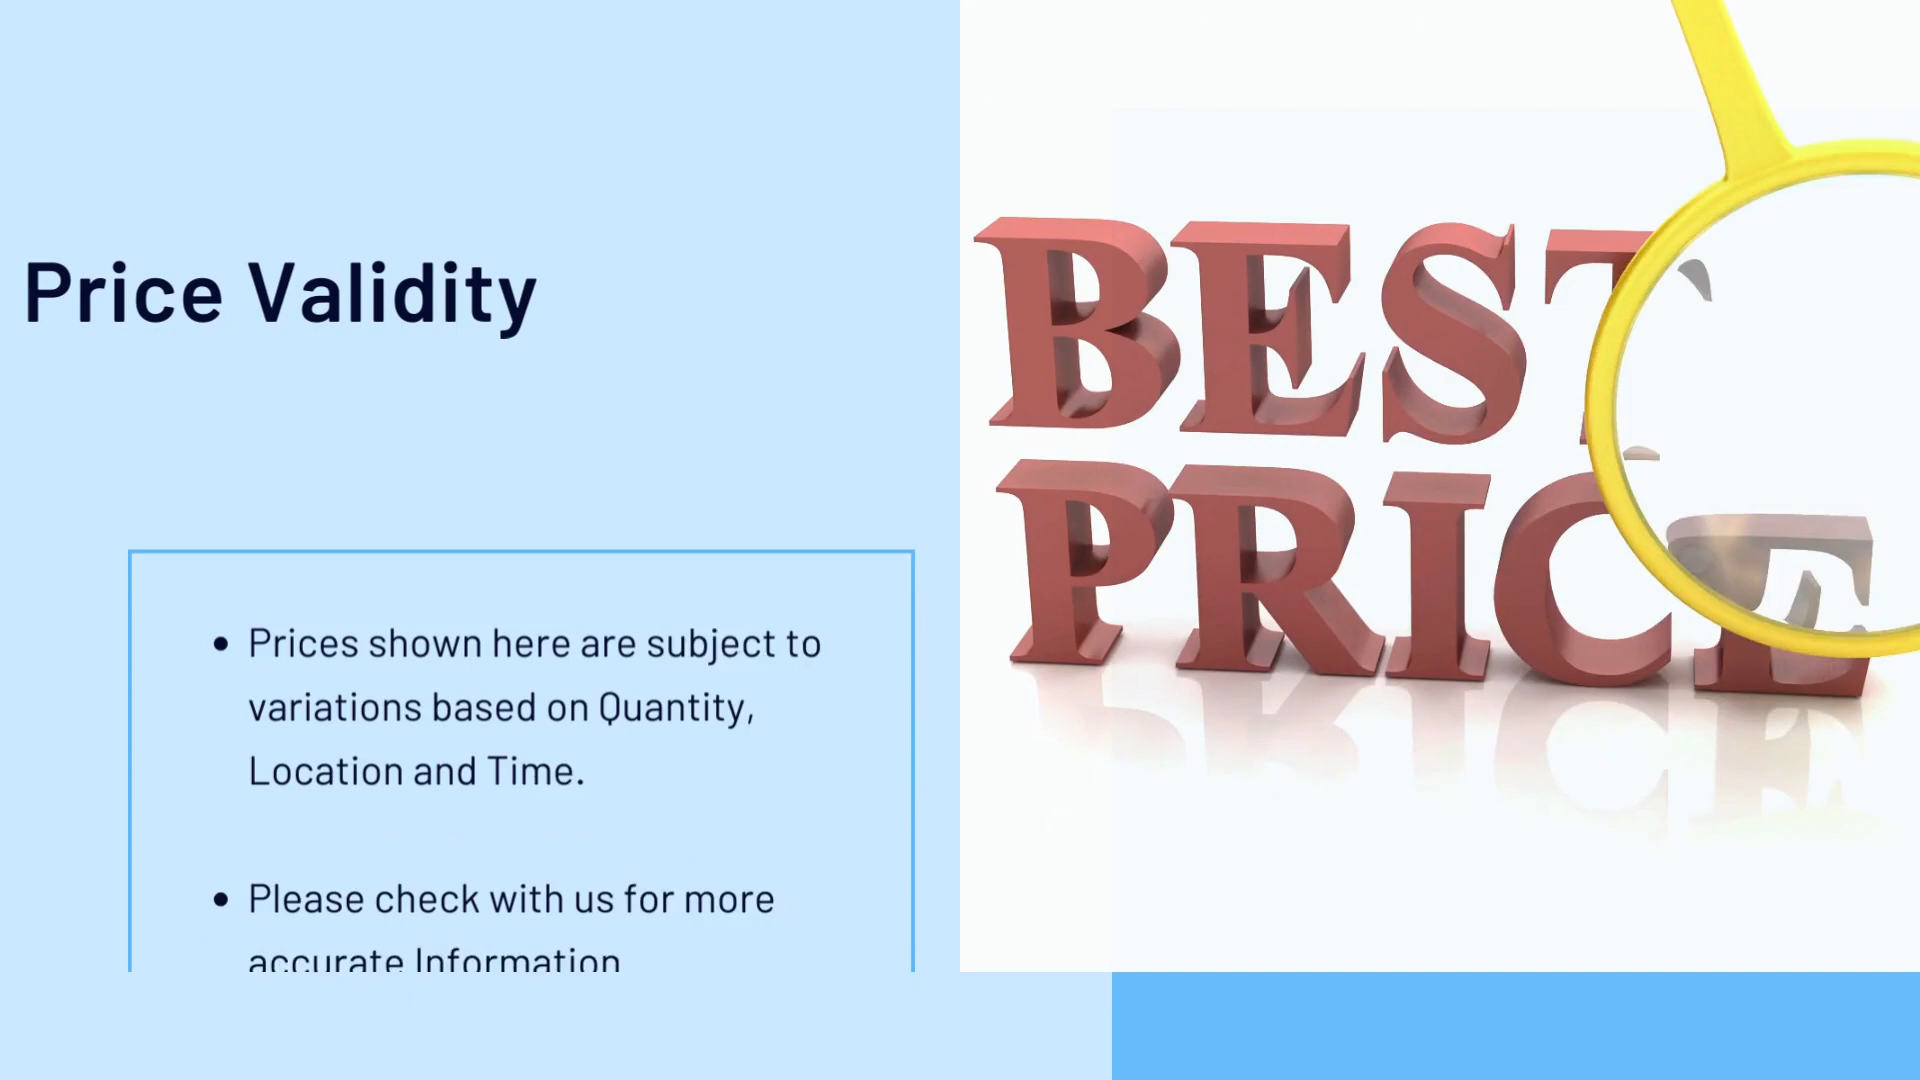 Price Validity
• Prices shown here are subject to
variations based on Quantity,
Location and Time.
• Please check with us for more
accurate Information
BEST
PRICE